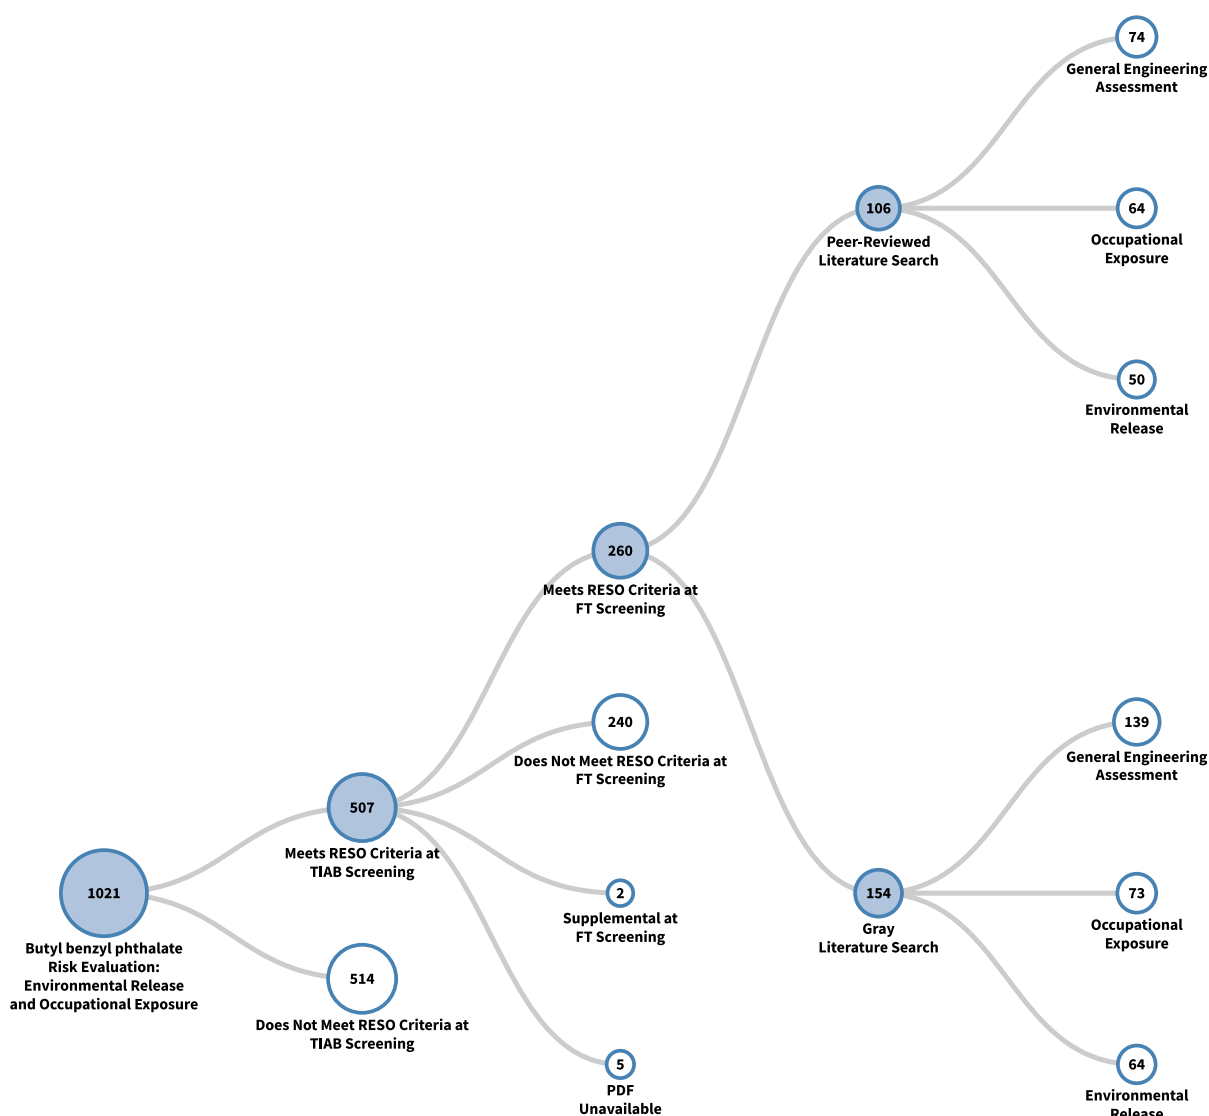 1021
Butyl benzyl phthalate
Risk Evaluation:
Environmental Release
and Occupational Exposure
507
Meets RESO Criteria at
TIAB Screening
514
Does Not Meet RESO Criteria at
TIAB Screening
260
Meets RESO Criteria at
FT Screening
240
Does Not Meet RESO Criteria at
FT Screening
2
Supplemental at
FT Screening
5
PDF
Unavailable
106
Peer-Reviewed
Literature Search
74
General Engineering
Assessment
64
Occupational
Exposure
50
Environmental
Release
154
Gray
Literature Search
139
General Engineering
Assessment
73
Occupational
Exposure
64
Environmental
Release